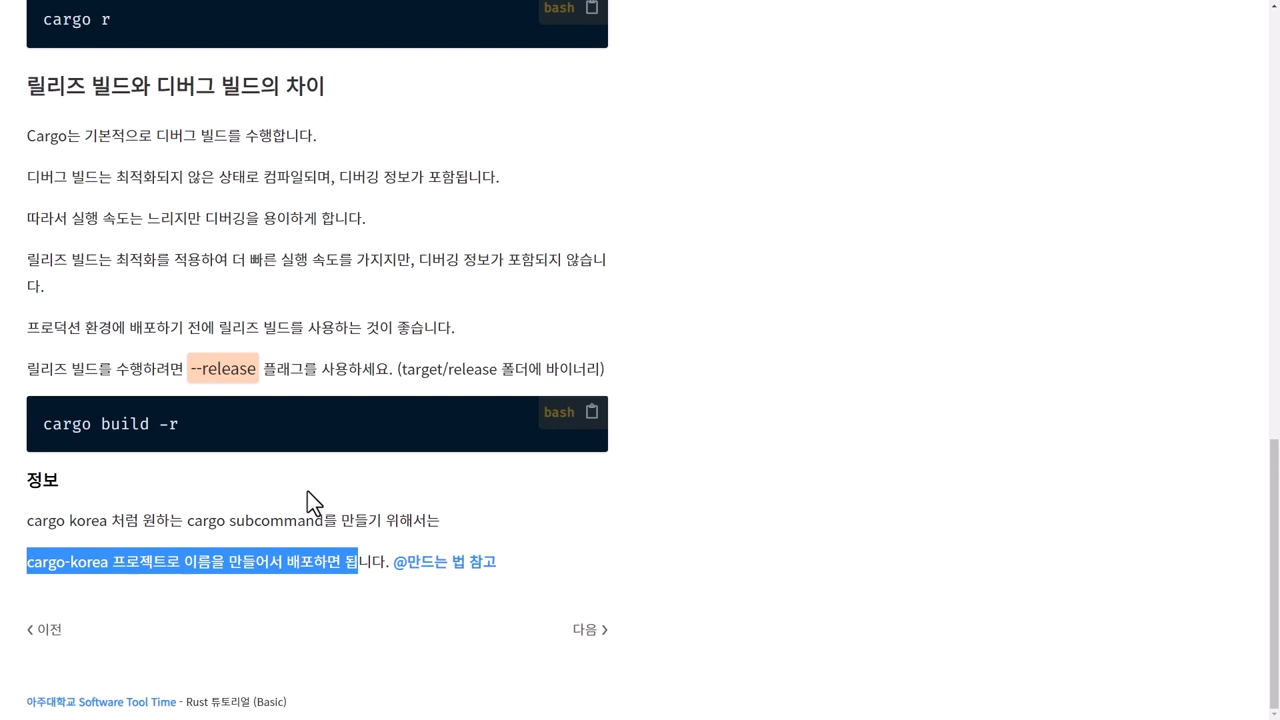 cargo r
bash
릴리즈 빌드와 디버그 빌드의 차이
Cargo는 기본적으로 디버그 빌드를 수행합니다.
디버그 빌드는 최적화되지 않은 상태로 컴파일되며, 디버깅 정보가 포함됩니다.
따라서 실행 속도는 느리지만 디버깅을 용이하게 합니다.
릴리즈 빌드는 최적화를 적용하여 더 빠른 실행 속도를 가지지만, 디버깅 정보가 포함되지 않습니
다.
프로덕션 환경에 배포하기 전에 릴리즈 빌드를 사용하는 것이 좋습니다.
릴리즈 빌드를 수행하려면 --release 플래그를 사용하세요. (target/release 폴더에 바이너리)
bash
cargo build -r
정보
cargo korea 처럼 원하는 cargo subcommand를 만들기 위해서는
cargo-korea 프로젝트로 이름을 만들어서 배포하면 됩니다. @만드는 법 참고
이전
다음
아주대학교 Software Tool Time - Rust 튜토리얼 (Basic)